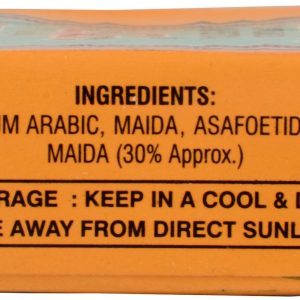 INGREDIENTS:
UM ARABIC, MAIDA, ASAFOETID
MAIDA (30% Approx.)
RAGE : KEEP IN A COOL & D
E AWAY FROM DIRECT SUNL